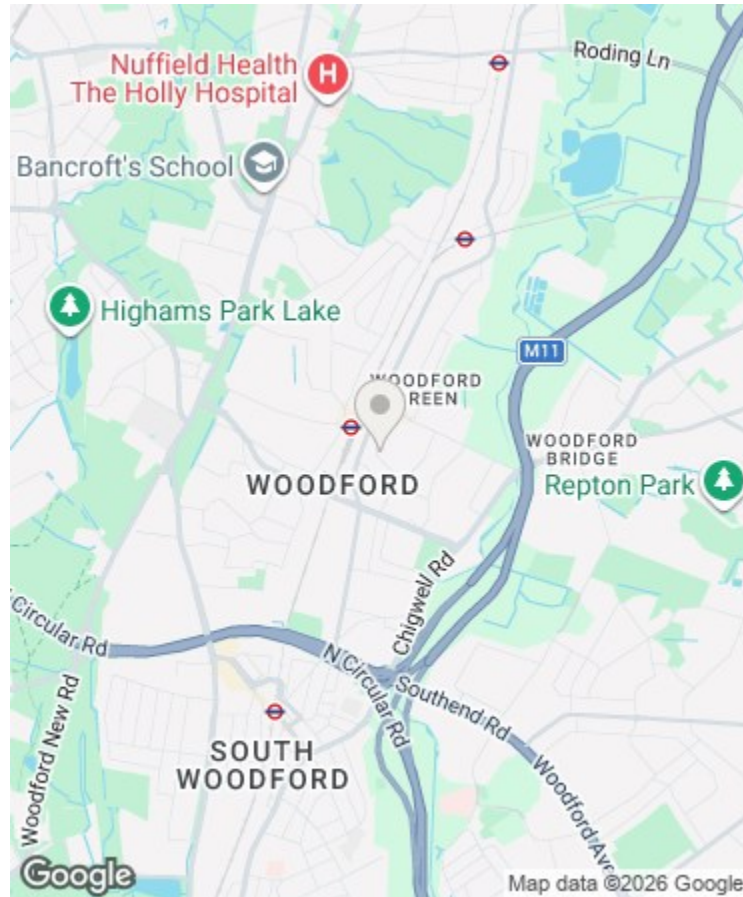 Roding Ln
Nuffield Health
The Holly Hospital
H
Bancroft's School
Highams Park Lake
M11
WOODFORD
REEN
WOODFORD
BRIDGE
WOODFORD
Repton Park
Chigwell Rd
N Circular Rd
Circular Rd
Southend Rd
Woodford New Rd
SOUTH
WOODFORD
Woodford Ave
Google
Map data ©2026 Google